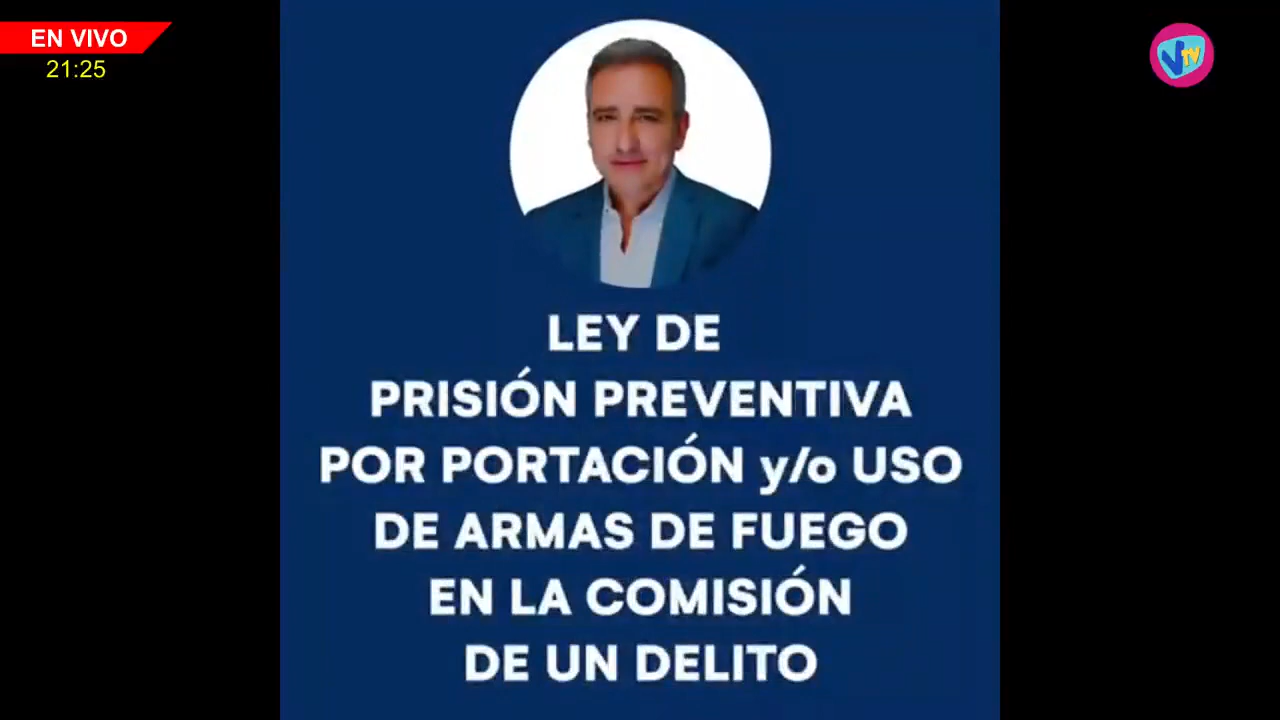 EN VIVO
21:25
VTV
LEY DE
PRISIÓN PREVENTIVA
POR PORTACIÓN y/o USO
DE ARMAS DE FUEGO
EN LA COMISIÓN
DE UN DELITO